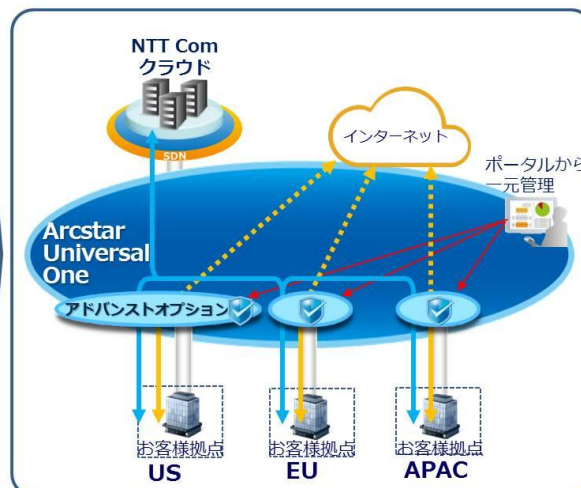 NTT Com
クラウド
SDN
インターネット
ポータルから
一元管理
Arcstar
Universal
One
アドバンストオプション
お客様拠点
お客様拠点
お客様拠点
US
EU
APAC